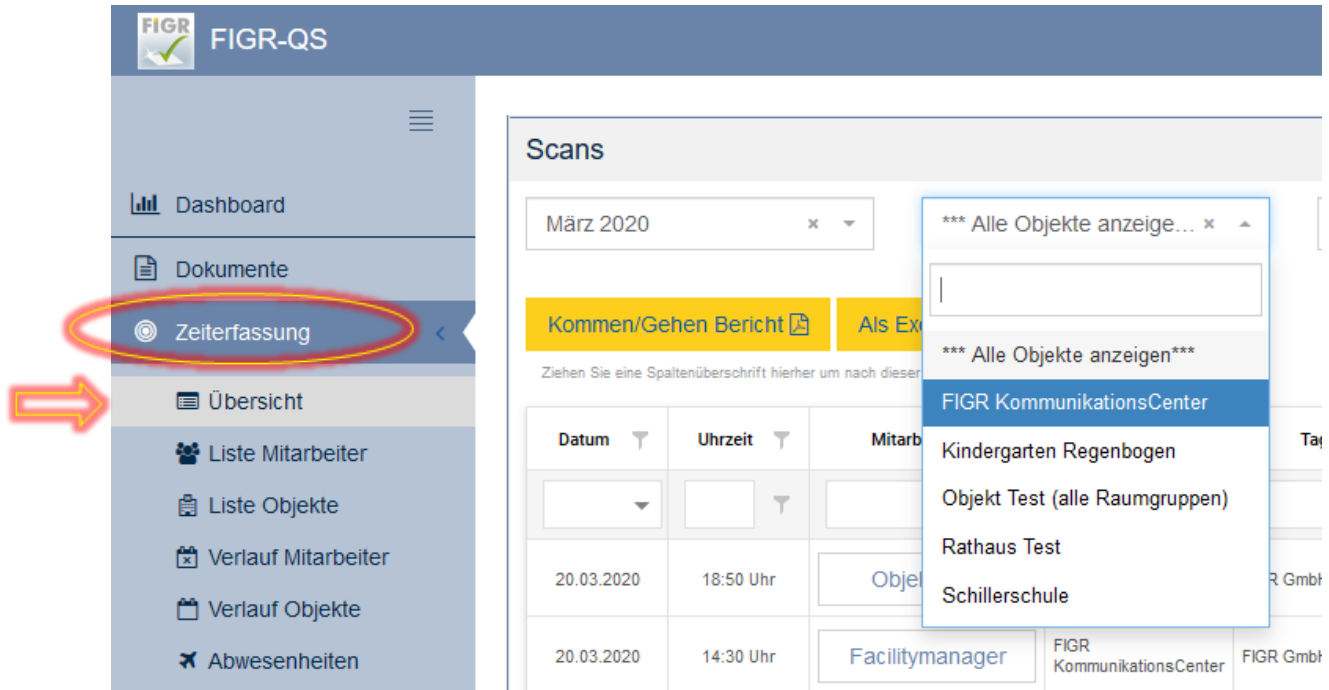 FIGR
FIGR-QS
Dashboard
Dokumente
Zeiterfassung
Übersicht
Liste Mitarbeiter
Liste Objekte
Verlauf Mitarbeiter
Verlauf Objekte
Abwesenheiten
Scans
März 2020
*** Alle Objekte anzeige...
Kommen/Gehen Bericht
Als Ex
Ziehen Sie eine Spaltenüberschrift hierher um nach dieser
*** Alle Objekte anzeigen***
FIGR KommunikationsCenter
Kindergarten Regenbogen
Objekt Test (alle Raumgruppen)
Rathaus Test
Schillerschule
Datum Uhrzeit Mitarb Tag
20.03.2020 18:50 Uhr Objek R GmbH
20.03.2020 14:30 Uhr Facilitymanager FIGR KommunikationsCenter FIGR GmbH